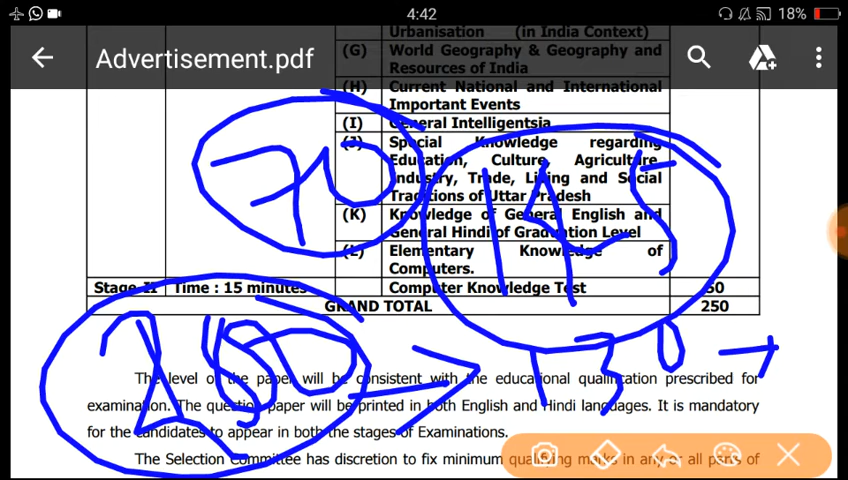 4:42
18%
Advertisement.pdf
Urbanisation (in India Context)
(G) World Geography & Geography and
Resources of India
(H) Current National and International
Important Events
(I) General Intelligentsia
(J) Special Knowledge regarding
Education, Culture, Agriculture,
Industry, Trade, Living and Social
Traditions of Uttar Pradesh
(K) Knowledge of General English and
General Hindi of Graduation Level
(L) Elementary Knowledge of
Computers.
Stage-II Time : 15 minutes Computer Knowledge Test 50
GRAND TOTAL 250
70
145
130
The level of the paper will be consistent with the educational qualification prescribed for
examination. The question paper will be printed in both English and Hindi languages. It is mandatory
for the candidates to appear in both the stages of Examinations.
The Selection Committee has discretion to fix minimum qualifying marks in any or all parts of